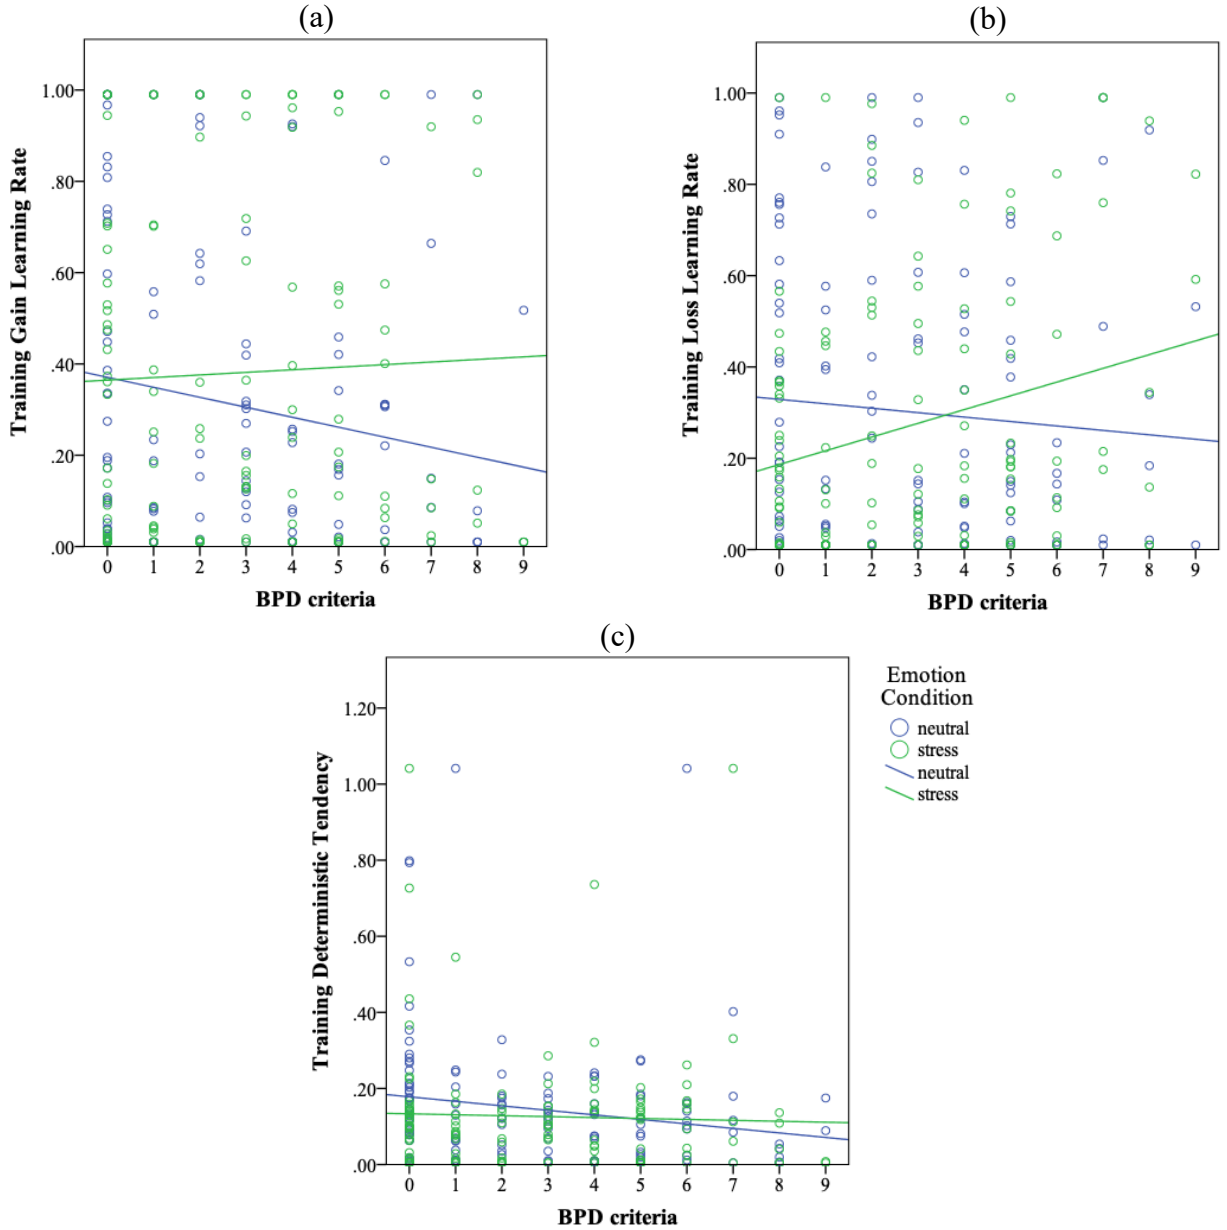 (a)
Training Gain Learning Rate
1.00
.80
.60
.40
.20
.00
0 1 2 3 4 5 6 7 8 9
BPD criteria
(b)
Training Loss Learning Rate
1.00
.80
.60
.40
.20
.00
0 1 2 3 4 5 6 7 8 9
BPD criteria
(c)
Training Deterministic Tendency
1.20
1.00
.80
.60
.40
.20
.00
0 1 2 3 4 5 6 7 8 9
BPD criteria
Emotion
Condition
neutral
stress
neutral
stress